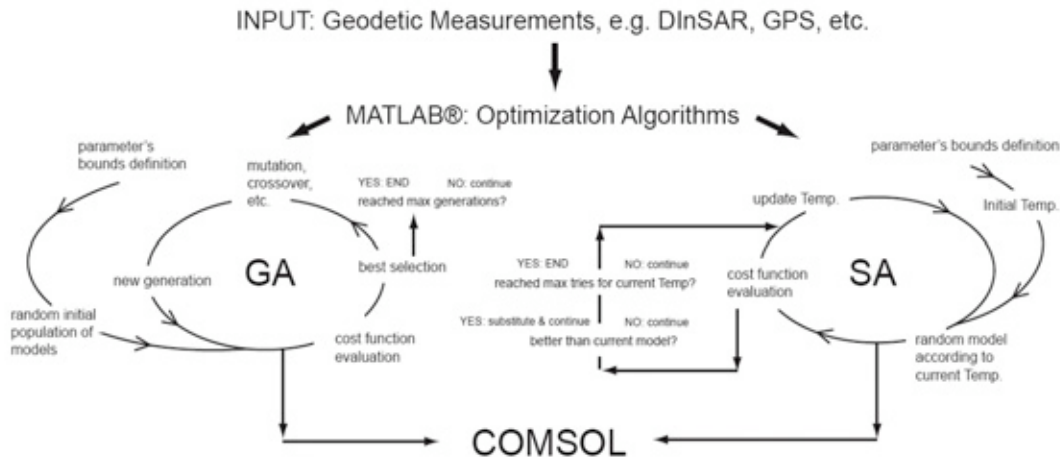 INPUT: Geodetic Measurements, e.g. DInSAR, GPS, etc.
MATLAB®: Optimization Algorithms
parameter's
bounds definition
mutation,
crossover,
etc.
YES: END NO: continue
reached max generations?
GA
new generation
best selection
random initial
population of
models
cost function
evaluation
parameter's bounds definition
update Temp.
Initial Temp.
YES: END NO: continue
reached max tries for current Temp?
cost function
evaluation
SA
YES: substitute & continue NO: continue
better than current model?
random model
according to
current Temp.
COMSOL